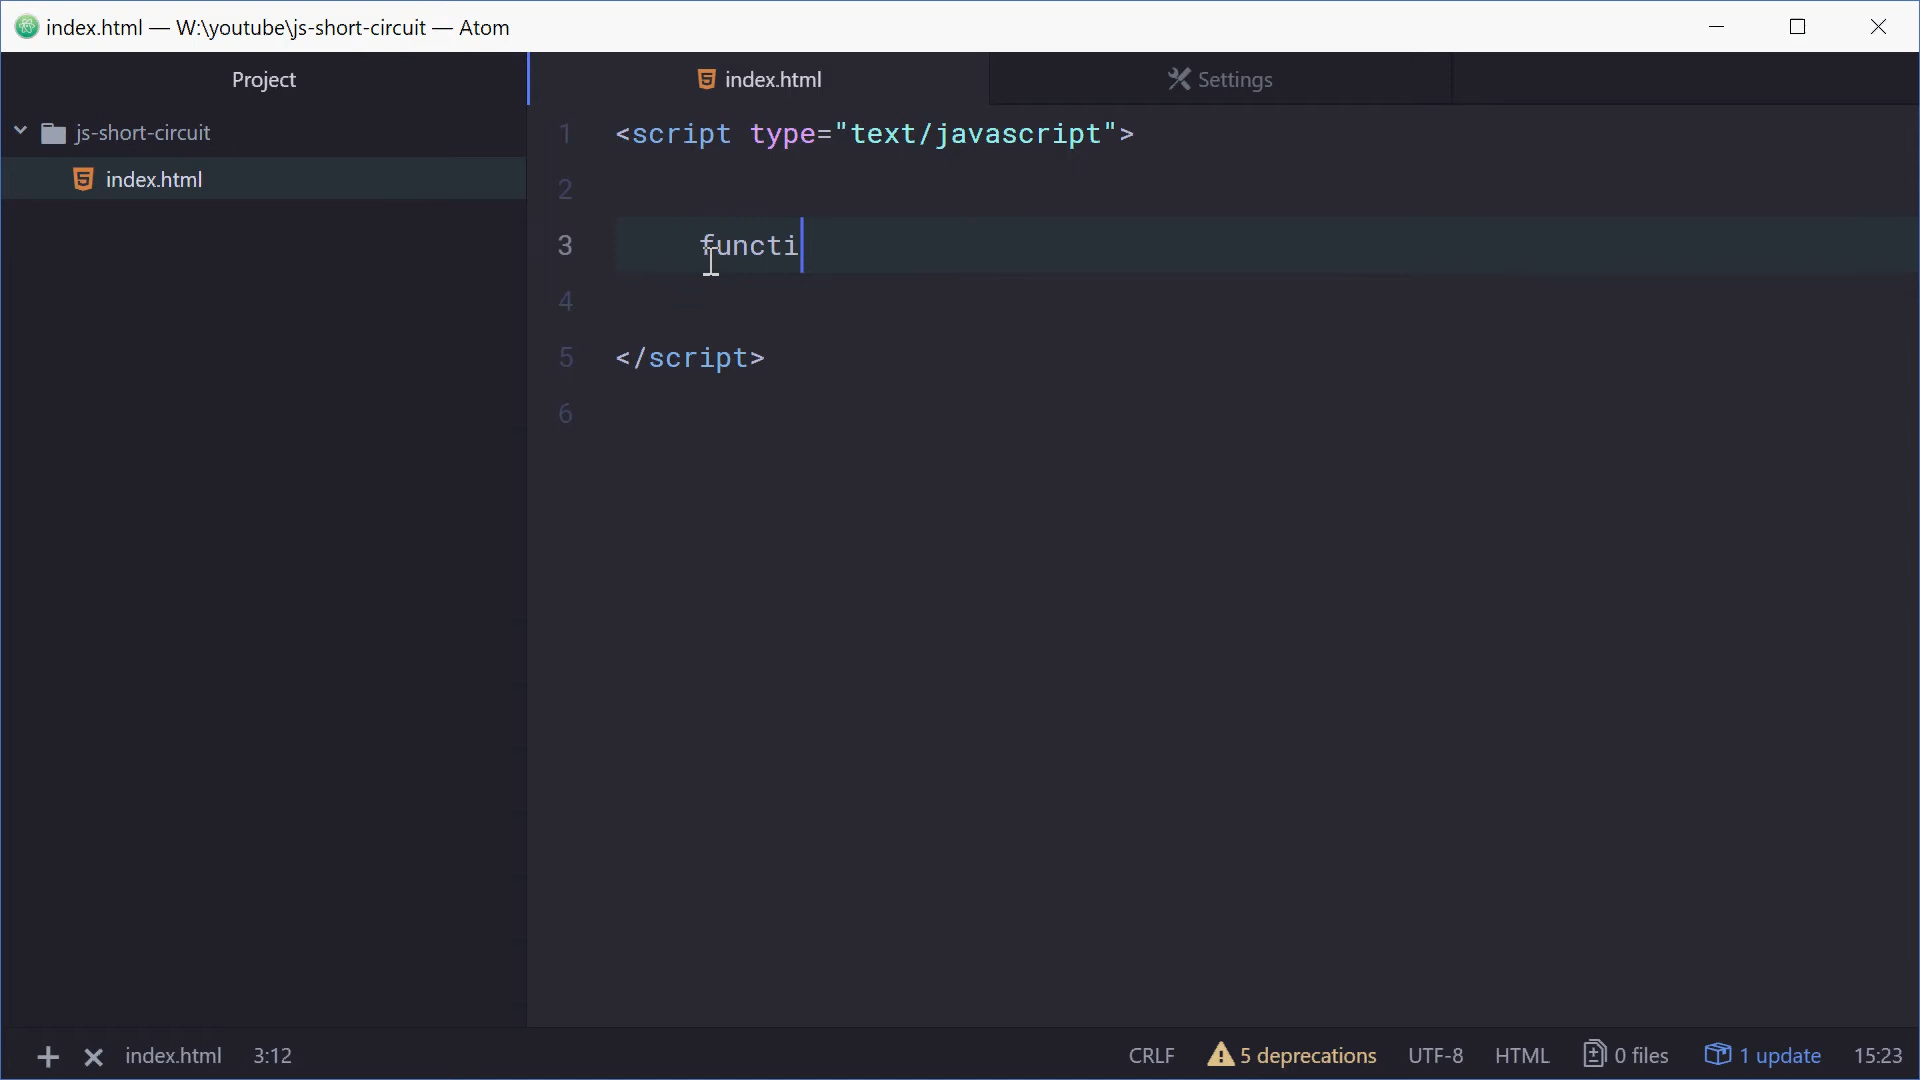 index.html — W:\youtube\js-short-circuit — Atom
Project
js-short-circuit
index.html
index.html
Settings
1 <script type="text/javascript">
2
3 functi
4
5 </script>
6
index.html 3:12
CRLF 5 deprecations UTF-8 HTML 0 files 1 update 15:23